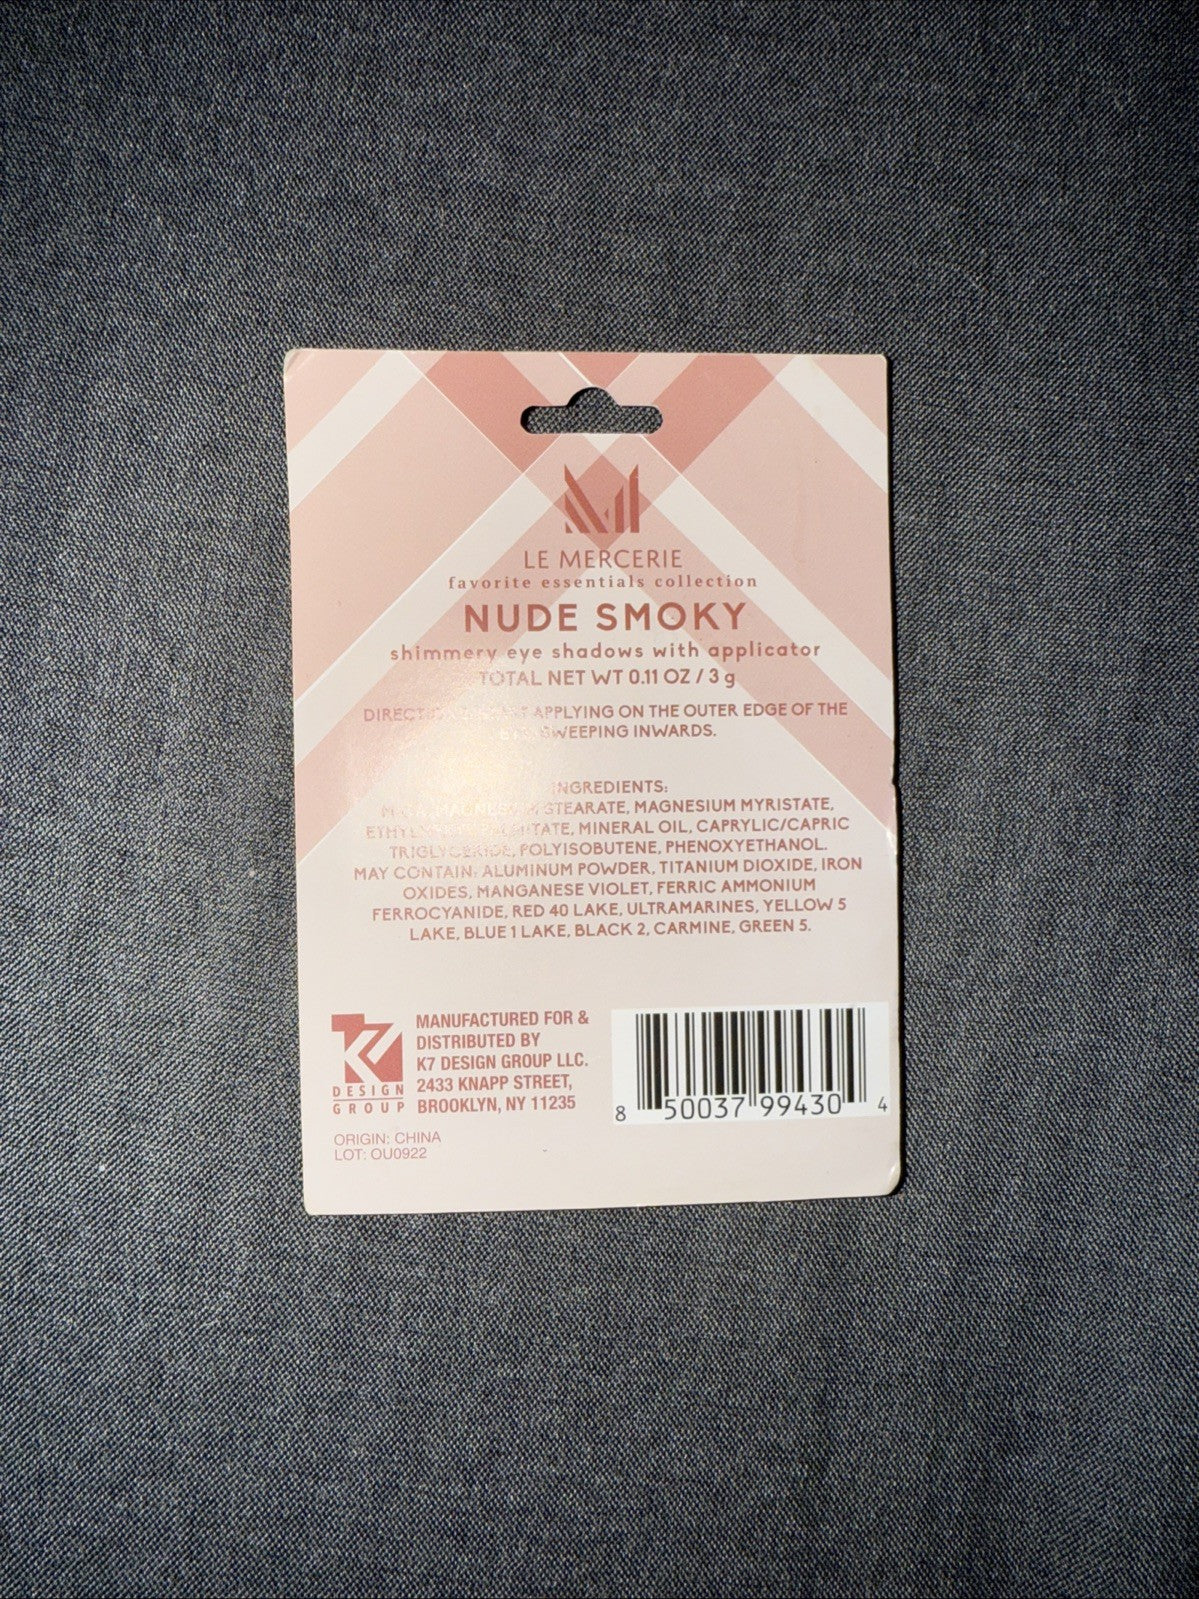 LE MERCERIE
favorite essentials collection
NUDE SMOKY
shimmery eye shadows with applicator
TOTAL NET WT 0.11 OZ / 3 g
APPLYING ON THE OUTER EDGE OF THE
SWEEPING INWARDS.
INGREDIENTS:
STEARATE, MAGNESIUM MYRISTATE,
MINERAL OIL, CAPRYLIC/CAPRIC
TRIGLYCERIDE, POLYISOBUTENE, PHENOXYETHANOL.
MAY CONTAIN: ALUMINUM POWDER, TITANIUM DIOXIDE, IRON
OXIDES, MANGANESE VIOLET, FERRIC AMMONIUM
FERROCYANIDE, RED 40 LAKE, ULTRAMARINES, YELLOW 5
LAKE, BLUE 1 LAKE, BLACK 2, CARMINE, GREEN 5.
K7
DESIGN
GROUP
MANUFACTURED FOR &
DISTRIBUTED BY
K7 DESIGN GROUP LLC.
2433 KNAPP STREET,
BROOKLYN, NY 11235
8 50037 99430 4
ORIGIN: CHINA
LOT: OU0922